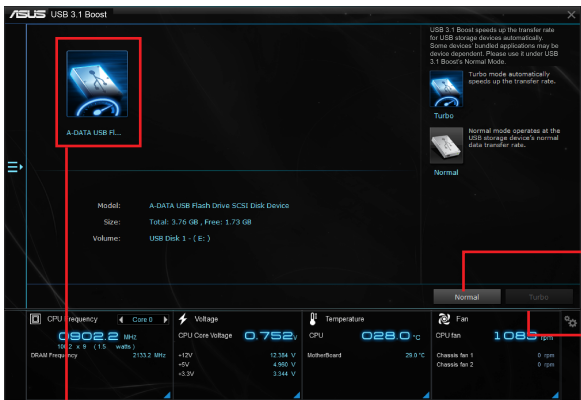 ASUS USB 3.1 Boost
USB 3.1 Boost speeds up the transfer rate
for USB storage devices automatically.
Some devices' bundled applications may be
device dependent. Please use it under USB
3.1 Boost's Normal Mode.
Turbo mode automatically
speeds up the transfer rate.
Turbo
Normal mode operates at the
USB storage device's normal
data transfer rate.
Normal
A-DATA USB Fl...
Model: A-DATA USB Flash Drive SCSI Disk Device
Size: Total: 3.76 GB , Free: 1.73 GB
Volume: USB Disk 1 - ( E: )
Normal Turbo
CPU Frequency Core 0
0902.2 MHz
100.2 x 9 (15 watts)
DRAM Frequency 2133.2 MHz
Voltage
CPU Core Voltage 0.752v
+12V 12.384 V
+5V 4.960 V
+3.3V 3.344 V
Temperature
CPU 028.0 °C
MotherBoard 29.0 °C
Fan
CPU fan 1083 rpm
Chassis fan 1 0 rpm
Chassis fan 2 0 rpm